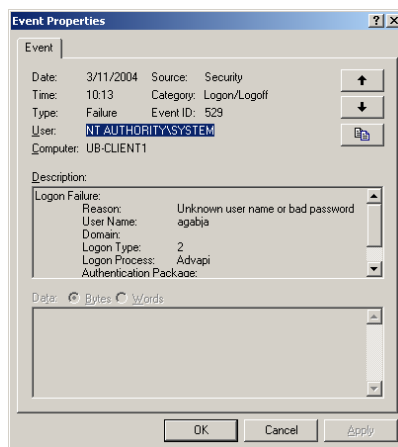 Event Properties
Event
Date: 3/11/2004 Source: Security
Time: 10:13 Category: Logon/Logoff
Type: Failure Event ID: 529
User: NT AUTHORITY\SYSTEM
Computer: UB-CLIENT1
Description:
Logon Failure:
Reason: Unknown user name or bad password
User Name: agabja
Domain:
Logon Type: 2
Logon Process: Advapi
Authentication Package:
Data: Bytes Words
OK Cancel Apply